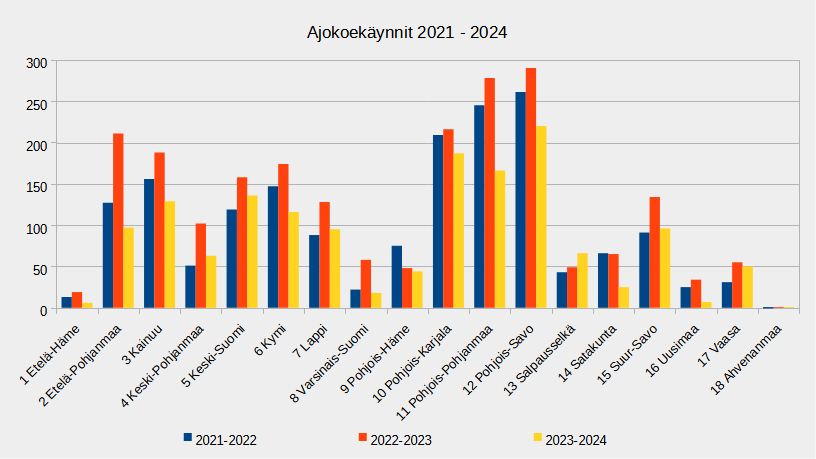 Ajokoekäynnit 2021 - 2024
300
250
200
150
100
50
0
1 Etelä-Häme
2 Etelä-Pohjanmaa
3 Kainuu
4 Keski-Pohjanmaa
5 Keski-Suomi
6 Kymi
7 Lappi
8 Varsinais-Suomi
9 Pohjois-Häme
10 Pohjois-Karjala
11 Pohjois-Pohjanmaa
12 Pohjois-Savo
13 Salpausselkä
14 Satakunta
15 Suur-Savo
16 Uusimaa
17 Vaasa
18 Ahvenanmaa
2021-2022
2022-2023
2023-2024